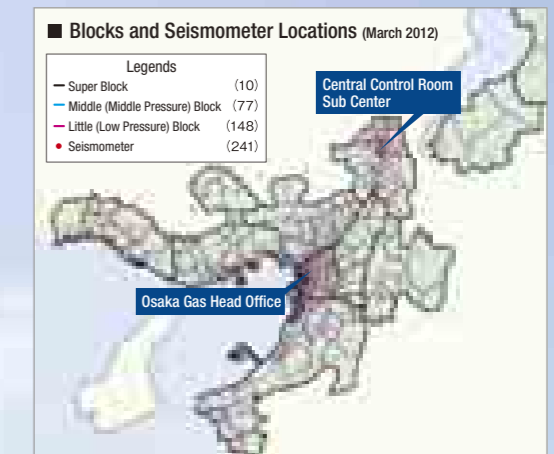 ■ Blocks and Seismometer Locations (March 2012)
Legends
Super Block (10)
Middle (Middle Pressure) Block (77)
Little (Low Pressure) Block (148)
Seismometer (241)
Central Control Room
Sub Center
Osaka Gas Head Office